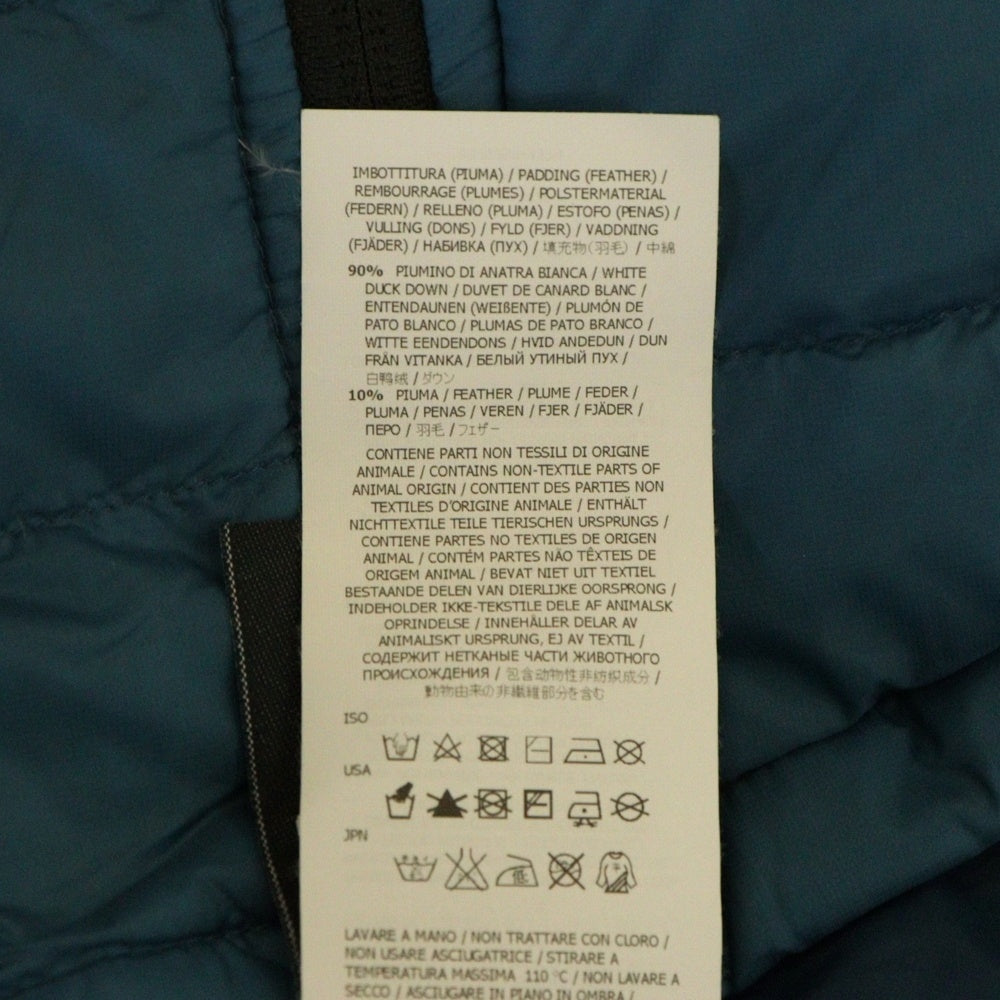 IMBOTTITURA (PIUMA) / PADDING (FEATHER) /
REMBOURRAGE (PLUMES) / POLSTERMATERIAL
(FEDERN) / RELLENO (PLUMA) / ESTOFO (PENAS) /
VULLING (DONS) / FYLD (FJER) / VADDNING
(FJÄDER) / НАБИВКА (ПУХ) / 填充物(羽毛) / 中綿
90% PIUMINO DI ANATRA BIANCA / WHITE
DUCK DOWN / DUVET DE CANARD BLANC /
ENTENDAUNEN (WEIßENTE) / PLUMÓN DE
PATO BLANCO / PLUMAS DE PATO BRANCO /
WITTE EENDENDONS / HVID ANDEDUN / DUN
FRÅN VITANKA / БЕЛЫЙ УТИНЫЙ ПУХ /
白鸭绒 / ダウン
10% PIUMA / FEATHER / PLUME / FEDER /
PLUMA / PENAS / VEREN / FJER / FJÄDER /
ПЕРО / 羽毛 / フェザー
CONTIENE PARTI NON TESSILI DI ORIGINE
ANIMALE / CONTAINS NON-TEXTILE PARTS OF
ANIMAL ORIGIN / CONTIENT DES PARTIES NON
TEXTILES D'ORIGINE ANIMALE / ENTHÄLT
NICHTTEXTILE TEILE TIERISCHEN URSPRUNGS /
CONTIENE PARTES NO TEXTILES DE ORIGEN
ANIMAL / CONTÉM PARTES NÃO TÊXTEIS DE
ORIGEM ANIMAL / BEVAT NIET UIT TEXTIEL
BESTAANDE DELEN VAN DIERLIJKE OORSPRONG /
INDEHOLDER IKKE-TEKSTILE DELE AF ANIMALSK
OPRINDELSE / INNEHÅLLER DELAR AV
ANIMALISKT URSPRUNG, EJ AV TEXTIL /
СОДЕРЖИТ НЕТКАНЫЕ ЧАСТИ ЖИВОТНОГО
ПРОИСХОЖДЕНИЯ / 包含动物性非纺织成分 /
動物由来の非繊維部分を含む
ISO
USA
JPN
低
LAVARE A MANO / NON TRATTARE CON CLORO /
NON USARE ASCIUGATRICE / STIRARE A
TEMPERATURA MASSIMA 110 °C / NON LAVARE A
SECCO / ASCIUGARE IN PIANO IN OMBRA /